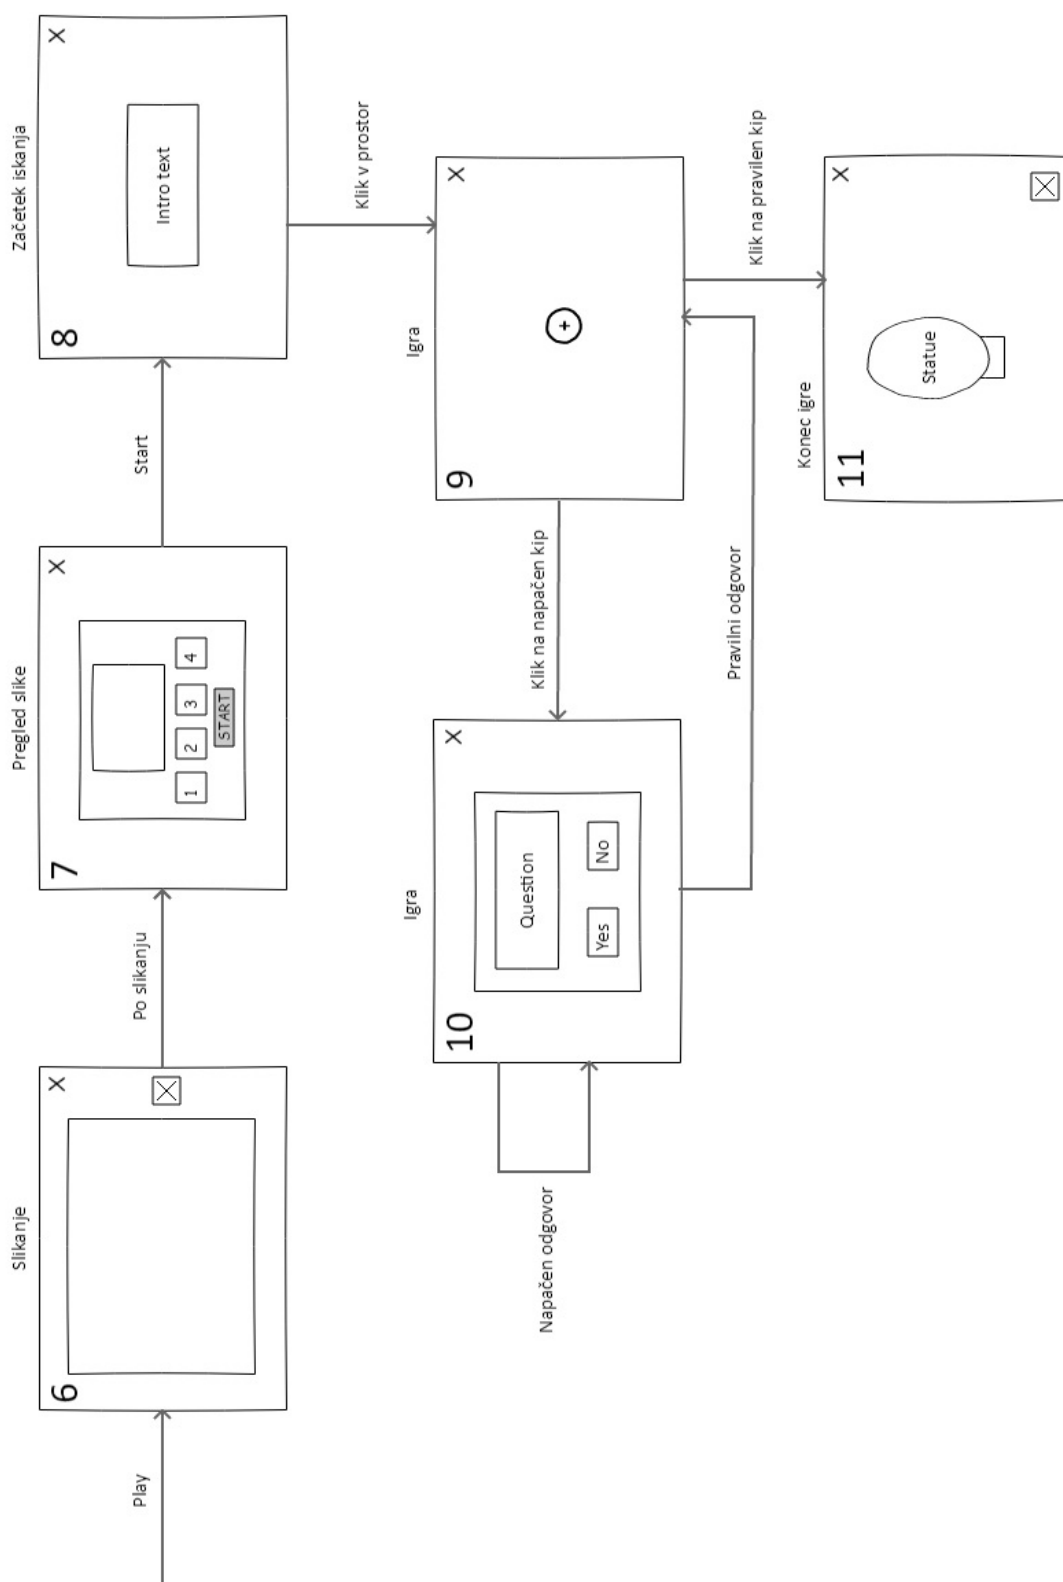 Play
Slikanje
6
X
Po slikanju
Pregled slike
7
X
1 2 3 4
START
Start
Začetek iskanja
8
X
Intro text
Klik v prostor
Igra
9
X
+
Klik na napačen kip
Igra
10
X
Question
Yes No
Napačen odgovor
Pravilni odgovor
Klik na pravilen kip
Konec igre
11
X
Statue